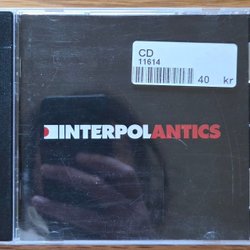 CD
11614
40 kr
INTERPOLANTICS